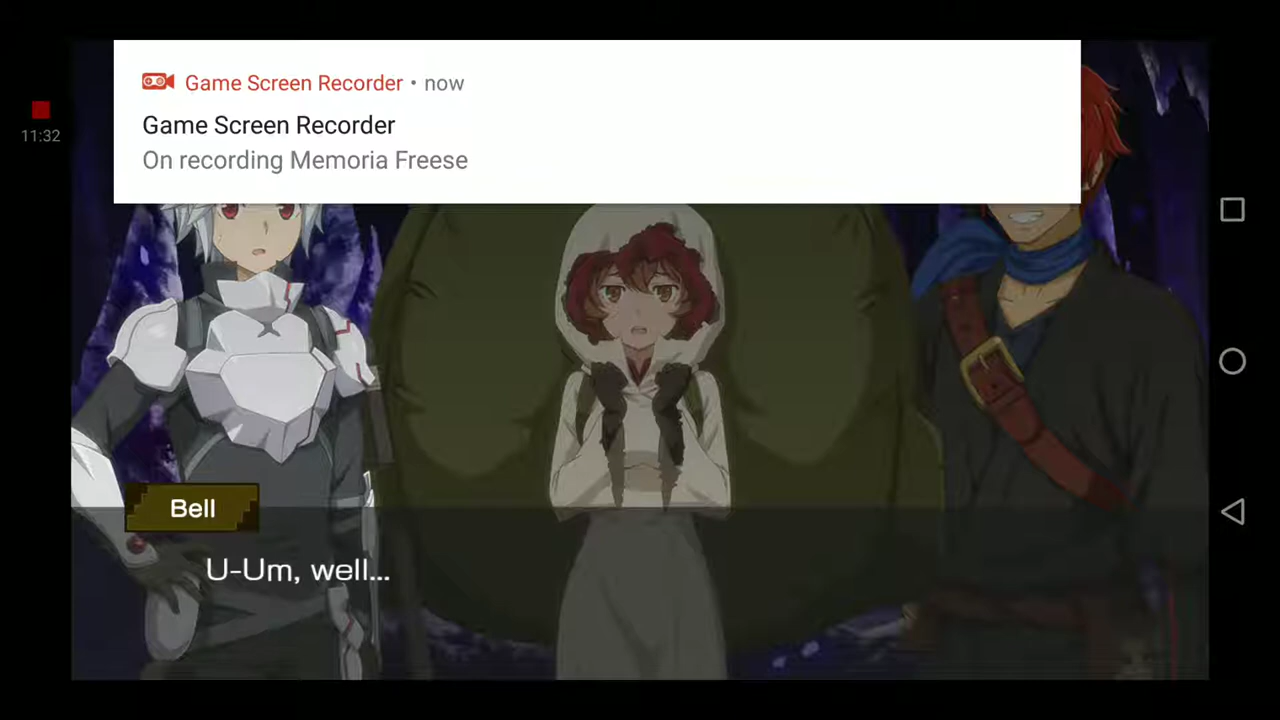 Game Screen Recorder • now
Game Screen Recorder
On recording Memoria Freese
11:32
Bell
U-Um, well...